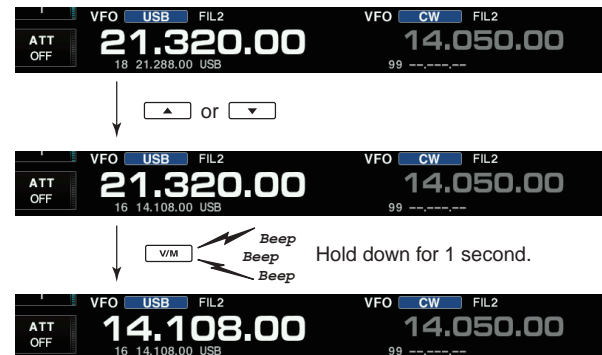 VFO USB FIL2 VFO CW FIL2
ATT
OFF
21.320.00 14.050.00
18 21.288.00 USB 99 --.---.--
or
VFO USB FIL2 VFO CW FIL2
ATT
OFF
21.320.00 14.050.00
16 14.108.00 USB 99 --.---.--
V/M
Beep
Beep
Beep
Hold down for 1 second.
VFO USB FIL2 VFO CW FIL2
ATT
OFF
14.108.00 14.050.00
16 14.108.00 USB 99 --.---.--